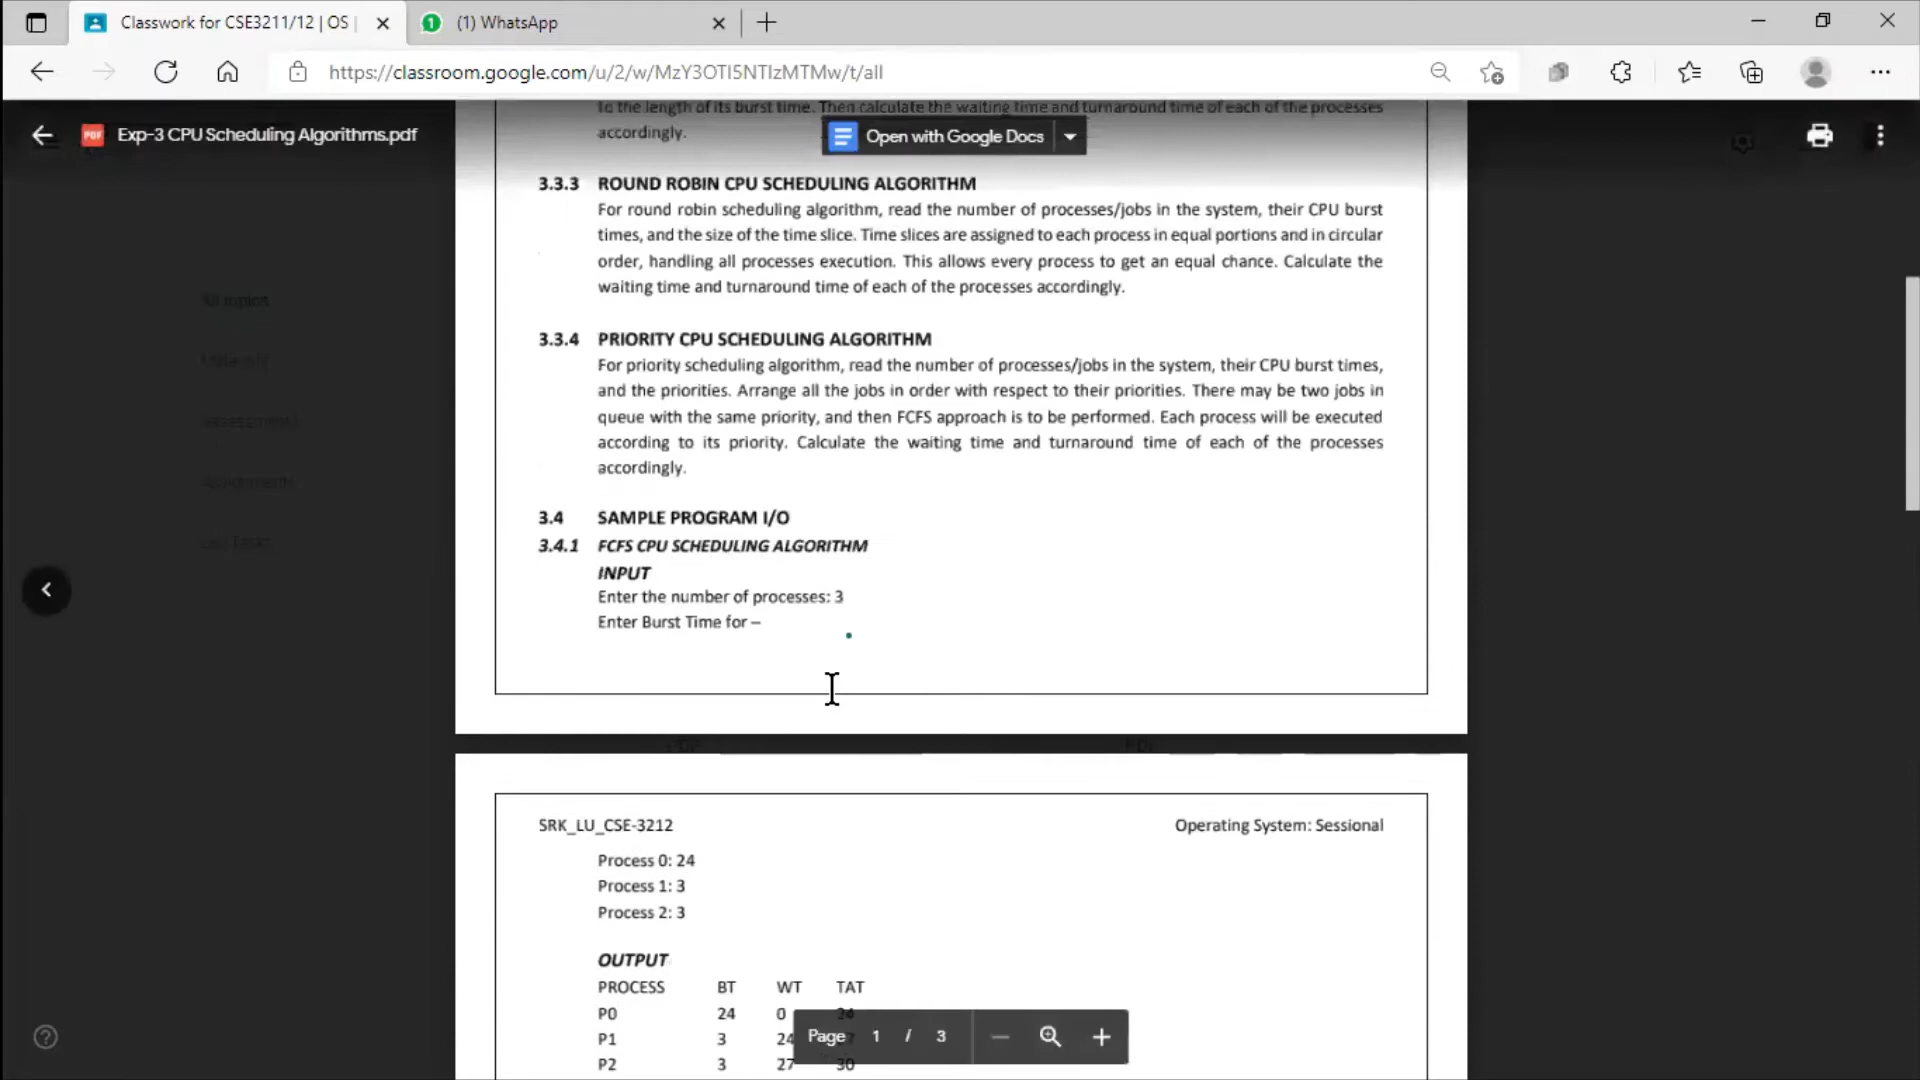 Classwork for CSE3211/12 | OS |
(1) WhatsApp
https://classroom.google.com/u/2/w/MzY3OTI5NTIzMTMw/t/all
to the length of its burst time. Then calculate the waiting time and turnaround time of each of the processes
accordingly.
Exp-3 CPU Scheduling Algorithms.pdf
Open with Google Docs
3.3.3 ROUND ROBIN CPU SCHEDULING ALGORITHM
For round robin scheduling algorithm, read the number of processes/jobs in the system, their CPU burst
times, and the size of the time slice. Time slices are assigned to each process in equal portions and in circular
order, handling all processes execution. This allows every process to get an equal chance. Calculate the
waiting time and turnaround time of each of the processes accordingly.
All topics
3.3.4 PRIORITY CPU SCHEDULING ALGORITHM
For priority scheduling algorithm, read the number of processes/jobs in the system, their CPU burst times,
and the priorities. Arrange all the jobs in order with respect to their priorities. There may be two jobs in
queue with the same priority, and then FCFS approach is to be performed. Each process will be executed
according to its priority. Calculate the waiting time and turnaround time of each of the processes
accordingly.
Assignments
3.4 SAMPLE PROGRAM I/O
3.4.1 FCFS CPU SCHEDULING ALGORITHM
INPUT
Enter the number of processes: 3
Enter Burst Time for –
SRK_LU_CSE-3212 Operating System: Sessional
Process 0: 24
Process 1: 3
Process 2: 3
OUTPUT
PROCESS BT WT TAT
P0 24 0 24
P1 3 24
P2 3 27 30
Page 1 / 3